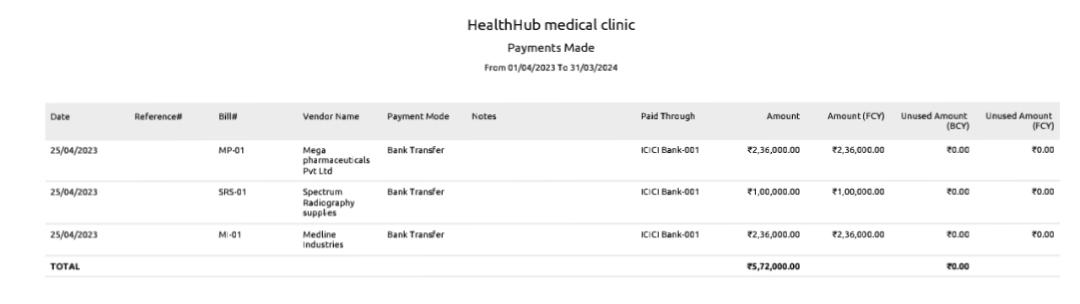 HealthHub medical clinic
Payments Made
From 01/04/2023 To 31/03/2024
Date Reference# Bill# Vendor Name Payment Mode Notes Paid Through Amount Amount (FCY) Unused Amount (BCY) Unused Amount (FCY)
25/04/2023 MP-01 Mega pharmaceuticals Pvt Ltd Bank Transfer ICICI Bank-001 ₹2,36,000.00 ₹2,36,000.00 ₹0.00 ₹0.00
25/04/2023 SRS-01 Spectrum Radiography supplies Bank Transfer ICICI Bank-001 ₹1,00,000.00 ₹1,00,000.00 ₹0.00 ₹0.00
25/04/2023 MI-01 Medline Industries Bank Transfer ICICI Bank-001 ₹2,36,000.00 ₹2,36,000.00 ₹0.00 ₹0.00
TOTAL ₹5,72,000.00 ₹0.00